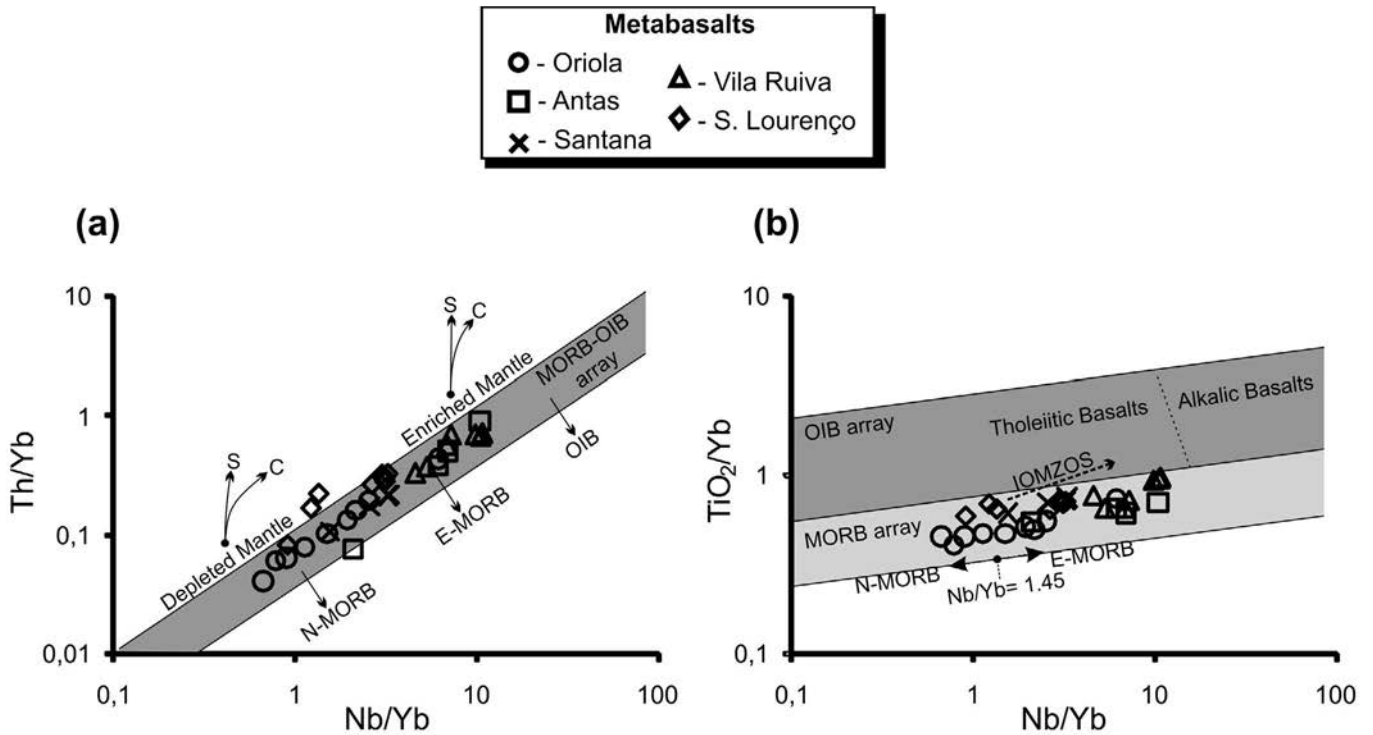 Metabasalts
- Oriola
- Antas
- Santana
- Vila Ruiva
- S. Lourenço
(a)
10
1
0,1
0,01
Th/Yb
0,1
1
10
100
Nb/Yb
S
C
S
C
Depleted Mantle
Enriched Mantle
MORB-OIB
array
OIB
E-MORB
N-MORB
(b)
10
1
0,1
TiO₂/Yb
0,1
1
10
100
Nb/Yb
OIB array
Tholeiitic Basalts
Alkalic Basalts
IOMZOS
MORB array
N-MORB
E-MORB
Nb/Yb= 1.45